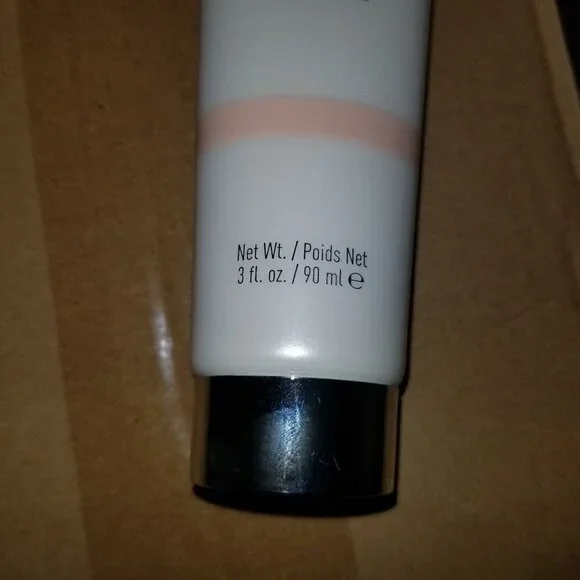 Net Wt. / Poids Net
3 fl. oz. / 90 ml ℮